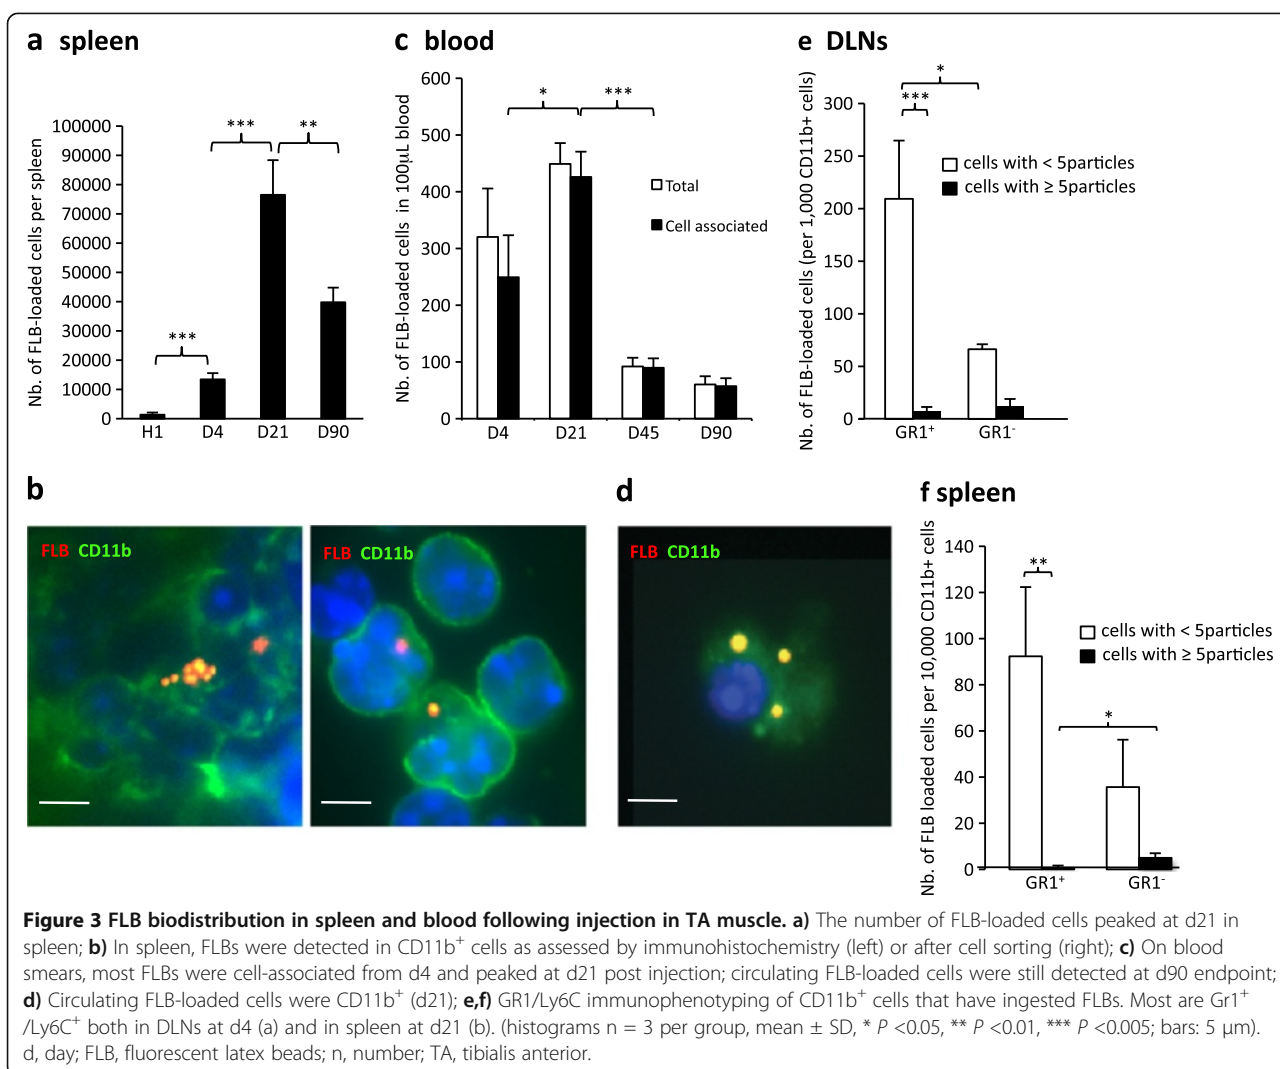 a spleen
Nb. of FLB-loaded cells per spleen
100000
90000
80000
70000
60000
50000
40000
30000
20000
10000
0
***
***
**
H1 D4 D21 D90
c blood
Nb. of FLB-loaded cells in 100µL blood
600
500
400
300
200
100
0
*
***
Total
Cell associated
D4 D21 D45 D90
e DLNs
Nb. of FLB-loaded cells (per 1,000 CD11b+ cells)
300
250
200
150
100
50
0
*
***
cells with < 5particles
cells with ≥ 5particles
GR1+ GR1-
b
FLB CD11b
FLB CD11b
d
FLB CD11b
f spleen
Nb. of FLB loaded cells per 10,000 CD11b+ cells
140
120
100
80
60
40
20
0
**
*
cells with < 5particles
cells with ≥ 5particles
GR1+ GR1-
Figure 3 FLB biodistribution in spleen and blood following injection in TA muscle. a) The number of FLB-loaded cells peaked at d21 in
spleen; b) In spleen, FLBs were detected in CD11b+ cells as assessed by immunohistochemistry (left) or after cell sorting (right); c) On blood
smears, most FLBs were cell-associated from d4 and peaked at d21 post injection; circulating FLB-loaded cells were still detected at d90 endpoint;
d) Circulating FLB-loaded cells were CD11b+ (d21); e,f) GR1/Ly6C immunophenotyping of CD11b+ cells that have ingested FLBs. Most are Gr1+
/Ly6C+ both in DLNs at d4 (a) and in spleen at d21 (b). (histograms n = 3 per group, mean ± SD, * P <0.05, ** P <0.01, *** P <0.005; bars: 5 µm).
d, day; FLB, fluorescent latex beads; n, number; TA, tibialis anterior.